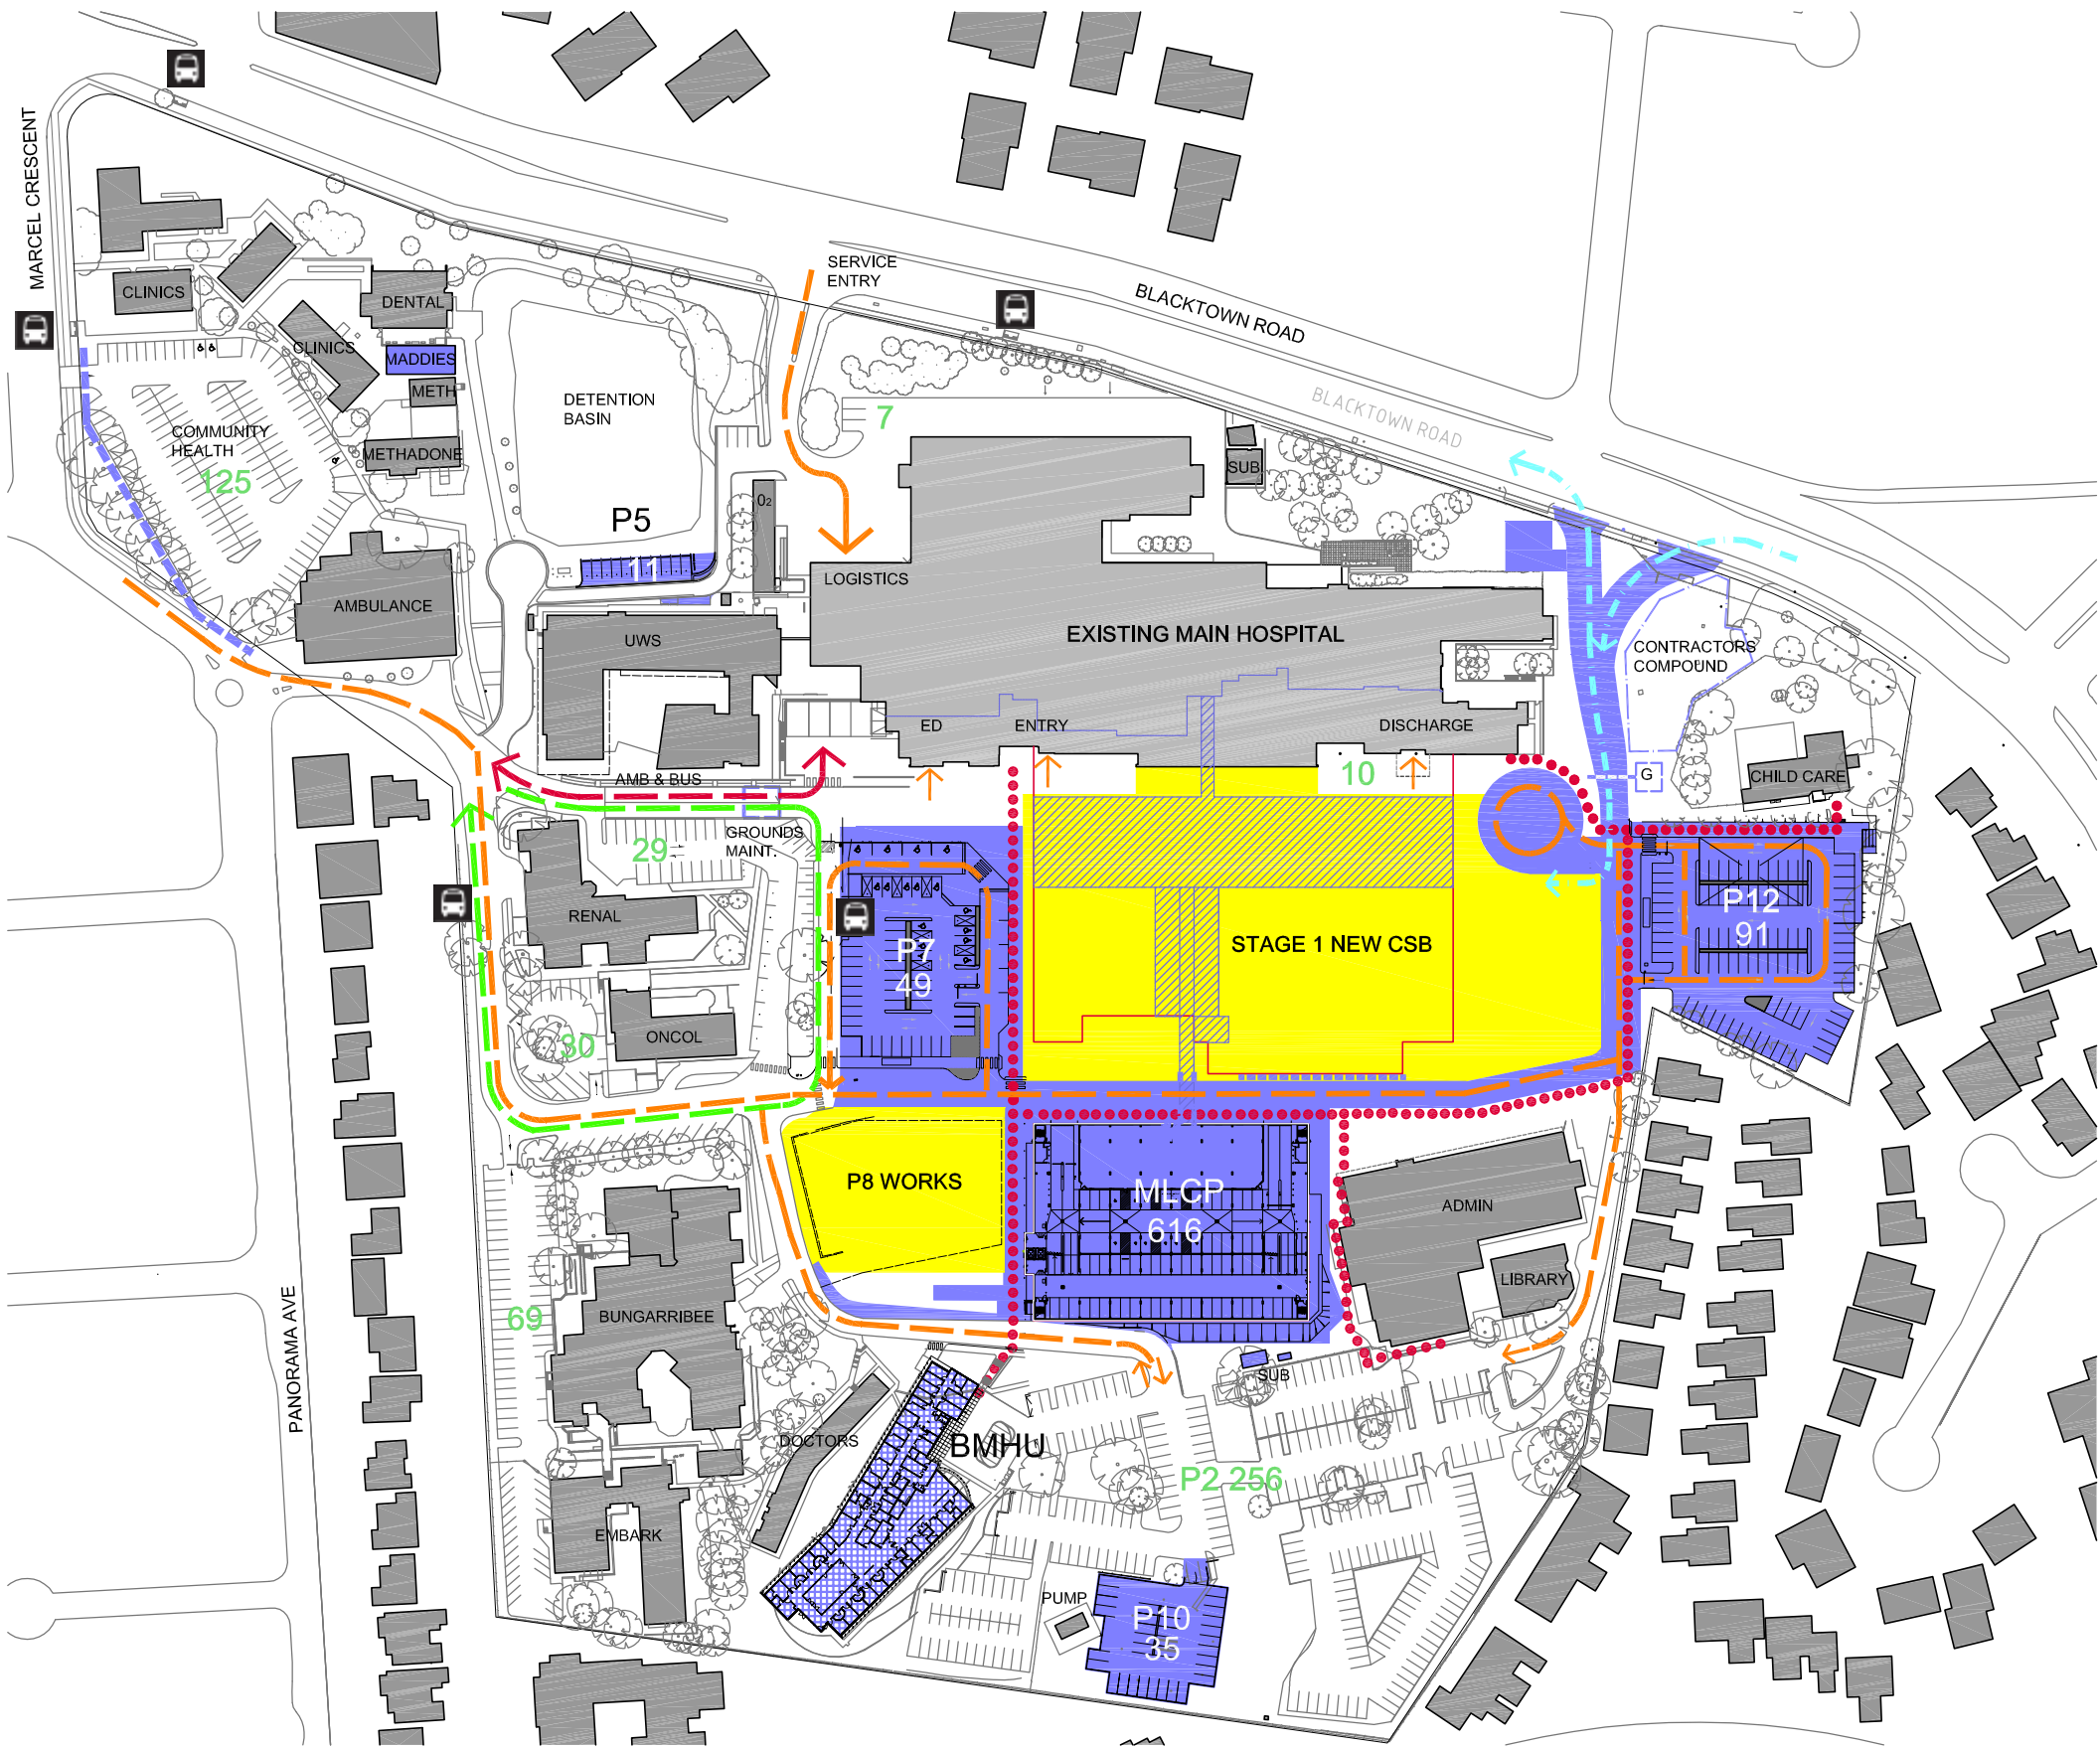 MARCEL CRESCENT
SERVICE
ENTRY
BLACKTOWN ROAD
CLINICS
DENTAL
CLINICS
MADDIES
METH
BLACKTOWN ROAD
DETENTION
BASIN
7
COMMUNITY
HEALTH
125
METHADONE
SUB
02
P5
11
LOGISTICS
AMBULANCE
UWS
EXISTING MAIN HOSPITAL
CONTRACTORS
COMPOUND
ED
ENTRY
DISCHARGE
AMB & BUS
10
G
CHILD CARE
GROUNDS
MAINT.
29
RENAL
P7
49
STAGE 1 NEW CSB
P12
91
ONCOL
30
P8 WORKS
MLCP
616
ADMIN
LIBRARY
BUNGARRIBEE
69
PANORAMA AVE
SUB
DOCTORS
BMHU
P2 256
EMBARK
PUMP
P10
35